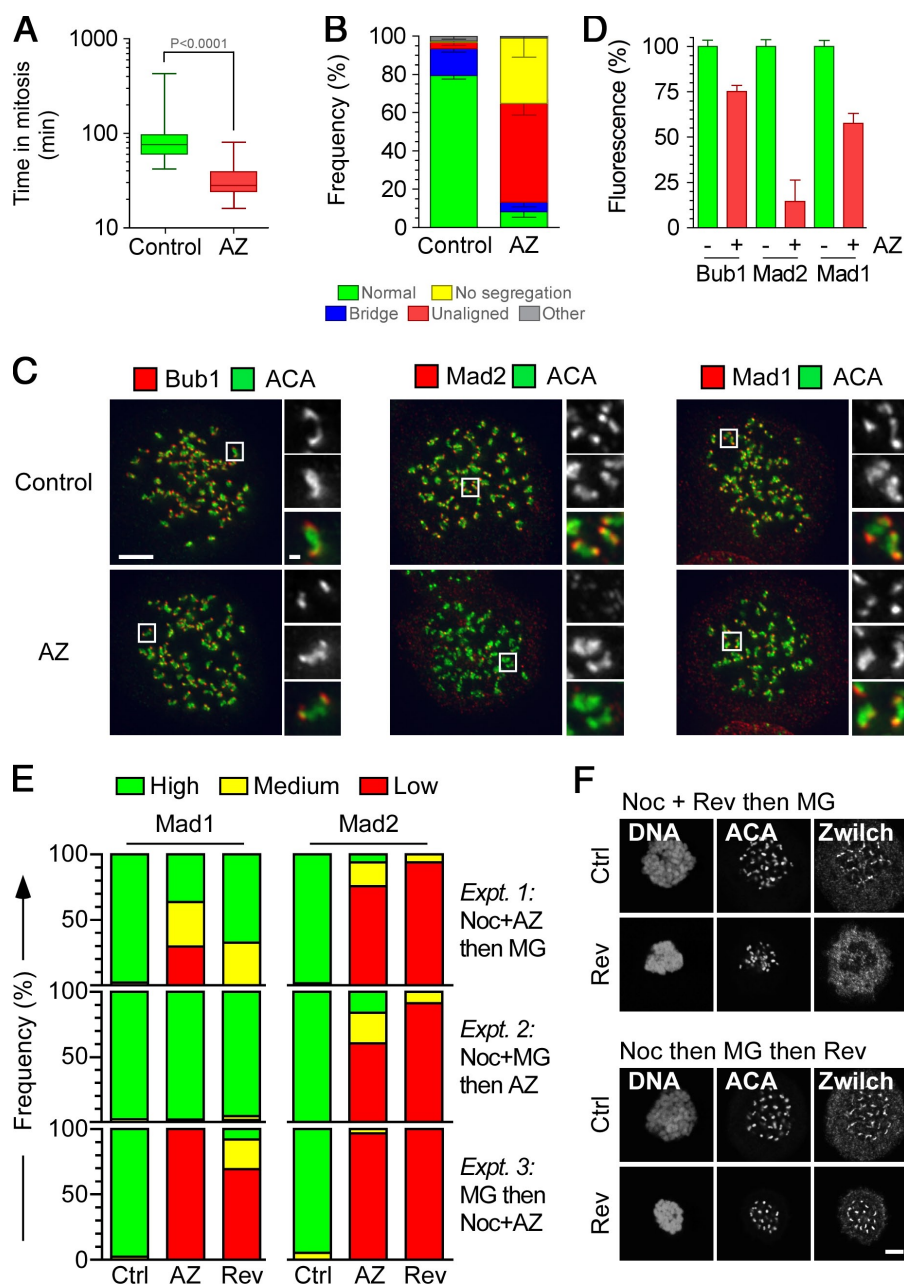 A
1000
100
10
Time in mitosis
(min)
P<0.0001
Control
AZ
B
100
80
60
40
20
0
Frequency (%)
Control
AZ
Normal
No segregation
Bridge
Unaligned
Other
D
100
75
50
25
0
Fluorescence (%)
- + - + - + AZ
Bub1 Mad2 Mad1
C
Bub1 ACA
Mad2 ACA
Mad1 ACA
Control
AZ
E
High Medium Low
Mad1
Mad2
Frequency (%)
100
50
Expt. 1:
Noc+AZ
then MG
100
50
Expt. 2:
Noc+MG
then AZ
100
50
0
Expt. 3:
MG then
Noc+AZ
Ctrl AZ Rev
Ctrl AZ Rev
F
Noc + Rev then MG
DNA ACA Zwilch
Ctrl
Rev
Noc then MG then Rev
DNA ACA Zwilch
Ctrl
Rev